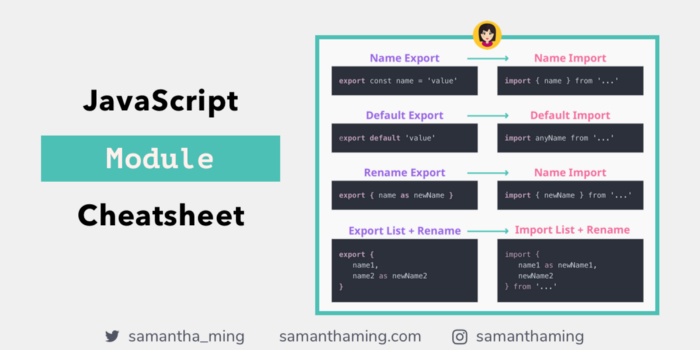 JavaScript
Module
Cheatsheet
Name Export
Name Import
export const name = 'value'
import { name } from '...'
Default Export
Default Import
export default 'value'
import anyName from '...'
Rename Export
Name Import
export { name as newName }
import { newName } from '...'
Export List + Rename
Import List + Rename
export {
name1,
name2 as newName2
}
import {
name1 as newName1,
newName2
} from '...'
samantha_ming
samanthaming.com
samanthaming